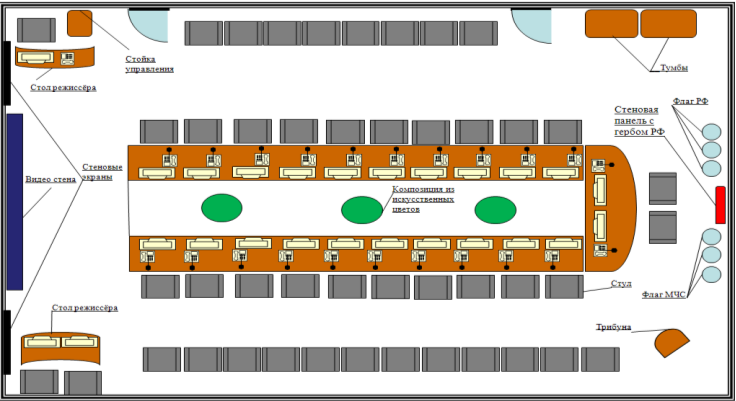 Стойка
управления
Стол режиссёра
Тумбы
Флаг РФ
Стеновая
панель с
гербом РФ
Стеновые
экраны
Видео стена
Композиция из
искусственных
цветов
Стул
Флаг МЧС
Стол режиссёра
Трибуна